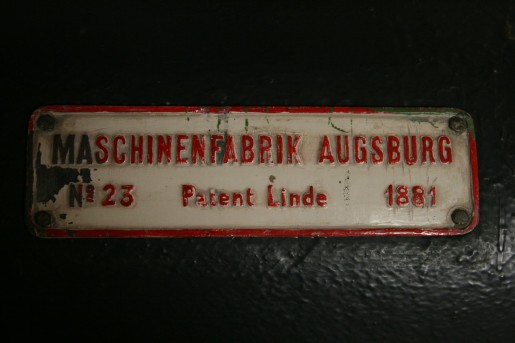 MASCHINENFABRIK AUGSBURG
No 23 Patent Linde 1881